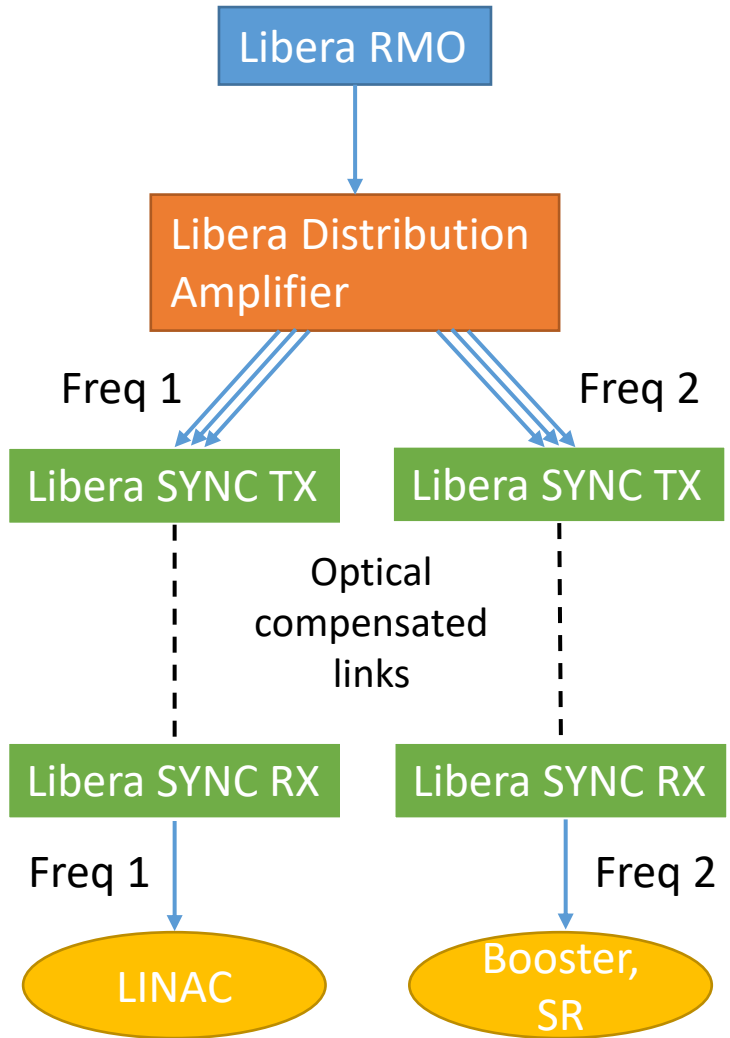 Libera RMO
Libera Distribution
Amplifier
Freq 1
Freq 2
Libera SYNC TX
Libera SYNC TX
Optical
compensated
links
Libera SYNC RX
Libera SYNC RX
Freq 1
Freq 2
LINAC
Booster,
SR